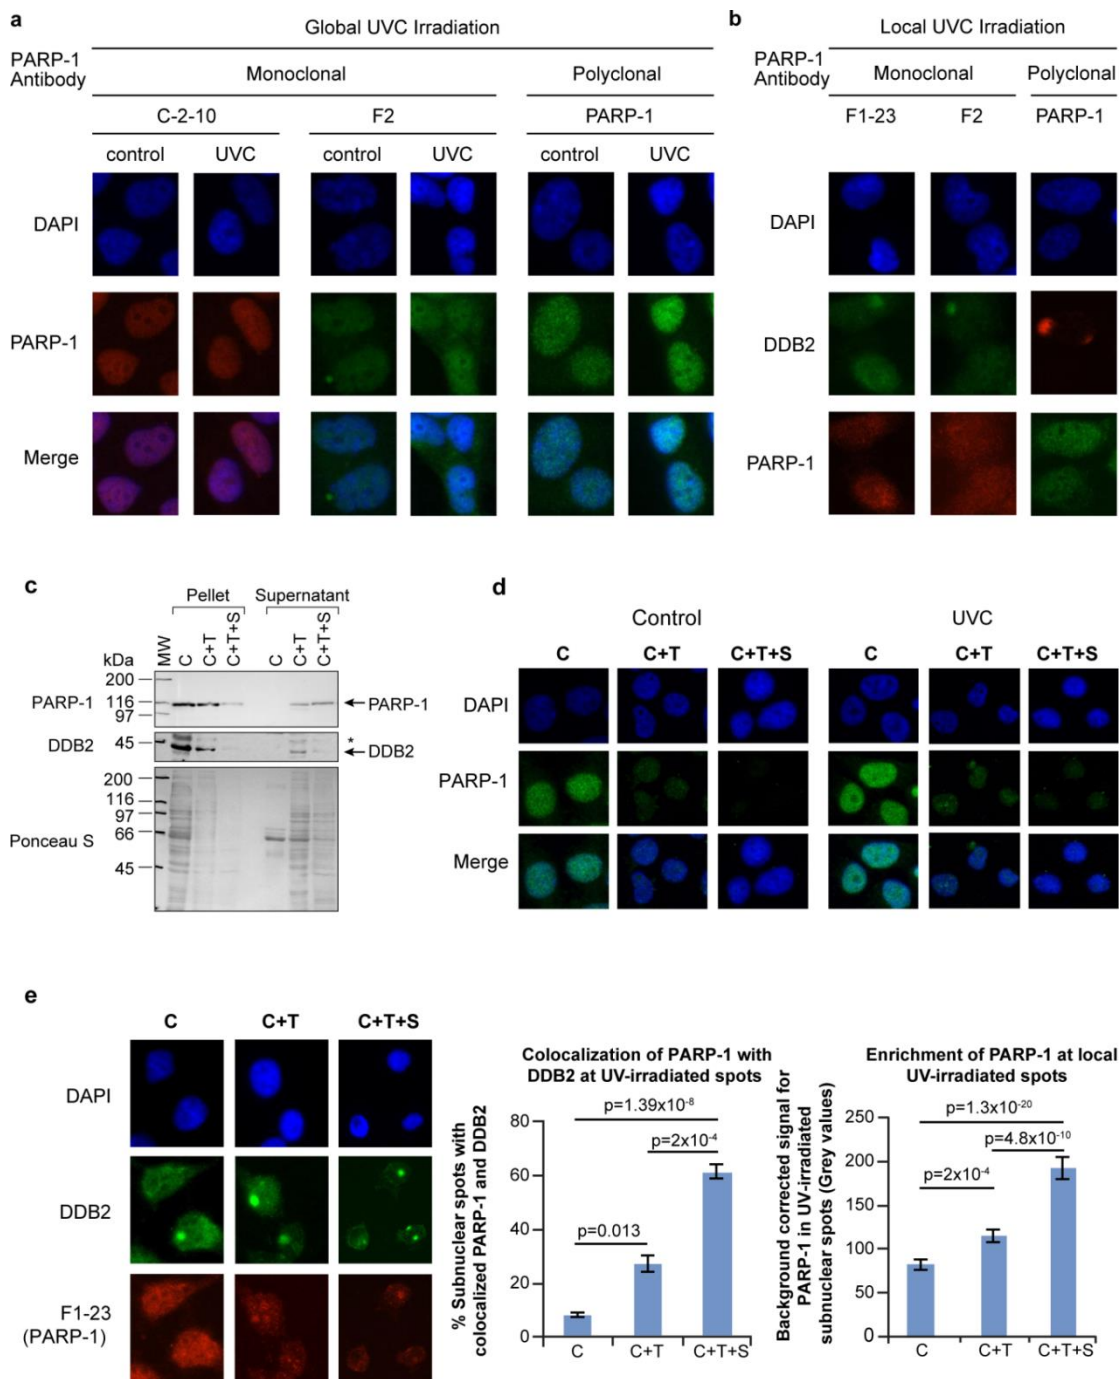 a
Global UVC Irradiation
PARP-1
Antibody
Monoclonal
Polyclonal
C-2-10
F2
PARP-1
control
UVC
control
UVC
control
UVC
DAPI
PARP-1
Merge
b
Local UVC Irradiation
PARP-1
Antibody
Monoclonal
Polyclonal
F1-23
F2
PARP-1
DAPI
DDB2
PARP-1
c
Pellet
Supernatant
kDa
MW
C
C+T
C+T+S
C
C+T
C+T+S
200
PARP-1
116
97
PARP-1
DDB2
45
*
DDB2
200
116
97
66
Ponceau S
45
d
Control
UVC
C
C+T
C+T+S
C
C+T
C+T+S
DAPI
PARP-1
Merge
e
C
C+T
C+T+S
DAPI
DDB2
F1-23
(PARP-1)
Colocalization of PARP-1 with
DDB2 at UV-irradiated spots
% Subnuclear spots with
colocalized PARP-1 and DDB2
80
60
40
20
0
p=1.39x10-8
p=2x10-4
p=0.013
C
C+T
C+T+S
Enrichment of PARP-1 at local
UV-irradiated spots
Background corrected signal for
PARP-1 in UV-irradiated
subnuclear spots (Grey values)
250
200
150
100
50
0
p=1.3x10-20
p=4.8x10-10
p=2x10-4
C
C+T
C+T+S